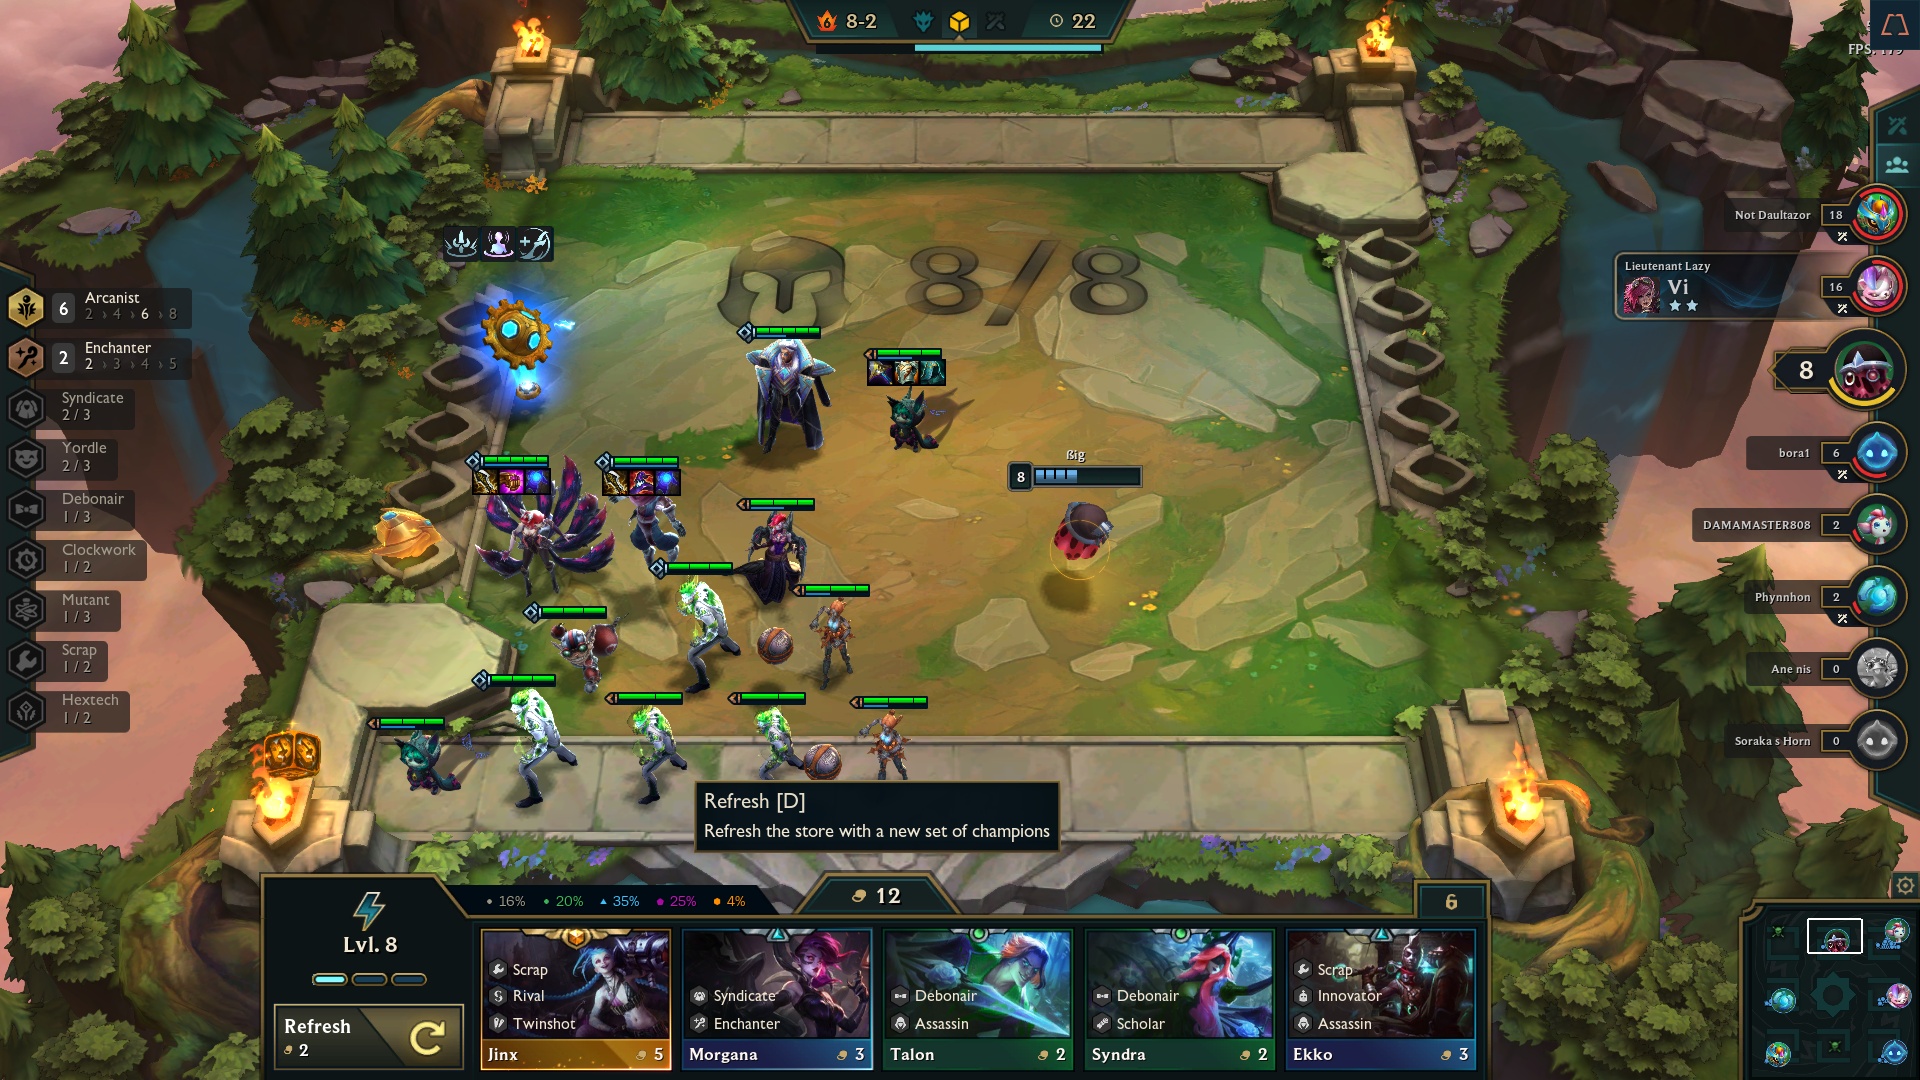 8-2
22
FPS:
8/8
Arcanist
6
2 › 4 › 6 › 8
Enchanter
2
2 › 3 › 4 › 5
Syndicate
2 / 3
Yordle
2 / 3
Debonair
1 / 3
Clockwork
1 / 2
Mutant
1 / 3
Scrap
1 / 2
Hextech
1 / 2
Not Daultazor 18
Lieutenant Lazy
Vi
16
8
bora1 6
DAMAMASTER808 2
Phynnhon 2
Ane nis 0
Soraka s Horn 0
ßig
8
Refresh [D]
Refresh the store with a new set of champions
16% 20% 35% 25% 4%
12
6
Lvl. 8
Refresh
2
Scrap
Rival
Twinshot
Jinx 5
Syndicate
Enchanter
Morgana 3
Debonair
Assassin
Talon 2
Debonair
Scholar
Syndra 2
Scrap
Innovator
Assassin
Ekko 3